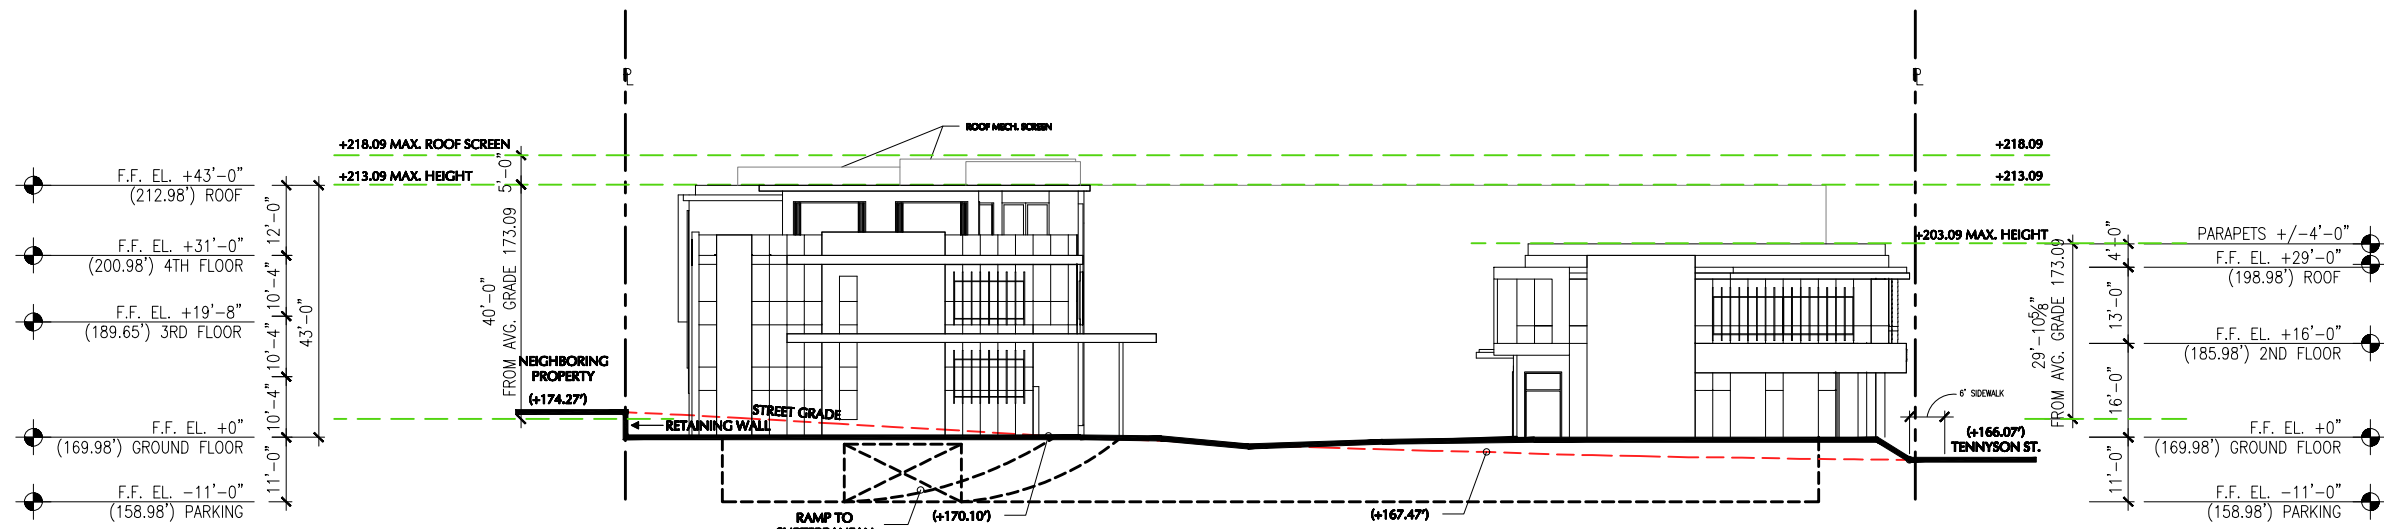 ROOF MECH. SCREEN
+218.09 MAX. ROOF SCREEN
+213.09 MAX. HEIGHT
F.F. EL. +43'-0"
(212.98') ROOF
F.F. EL. +31'-0"
(200.98') 4TH FLOOR
F.F. EL. +19'-8"
(189.65') 3RD FLOOR
F.F. EL. +0"
(169.98') GROUND FLOOR
F.F. EL. -11'-0"
(158.98') PARKING
12'-0"
10'-4"
10'-4"
10'-4"
11'-0"
43'-0"
5'-0"
40'-0"
FROM AVG. GRADE 173.09
NEIGHBORING
PROPERTY
(+174.27')
STREET GRADE
RETAINING WALL
RAMP TO
(+170.10')
(+167.47')
+218.09
+213.09
+203.09 MAX. HEIGHT
29'-10⅝"
FROM AVG. GRADE 173.09
6' SIDEWALK
(+166.07')
TENNYSON ST.
4'-0"
13'-0"
16'-0"
11'-0"
PARAPETS +/-4'-0"
F.F. EL. +29'-0"
(198.98') ROOF
F.F. EL. +16'-0"
(185.98') 2ND FLOOR
F.F. EL. +0"
(169.98') GROUND FLOOR
F.F. EL. -11'-0"
(158.98') PARKING